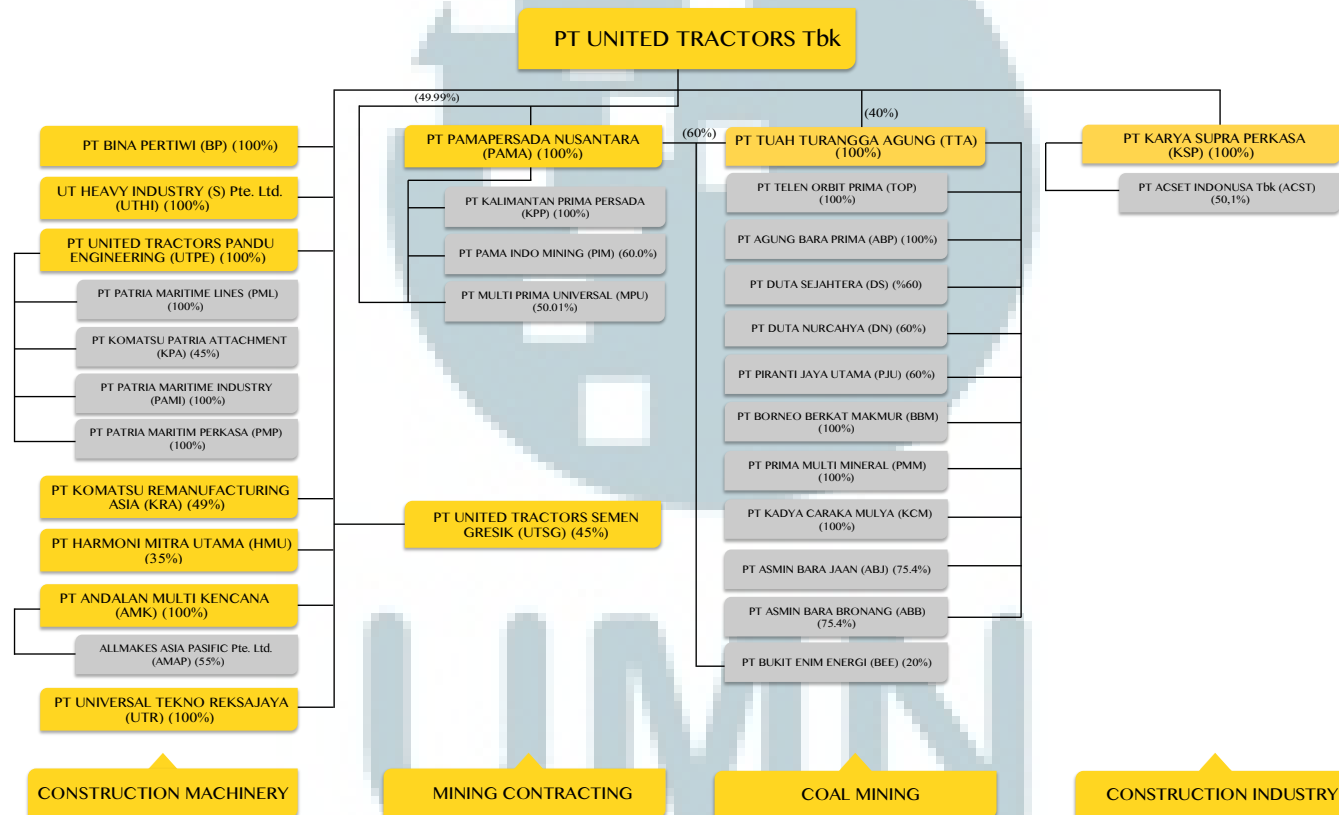 PT UNITED TRACTORS Tbk
(49.99%)
(40%)
(60%)
PT BINA PERTIWI (BP) (100%)
UT HEAVY INDUSTRY (S) Pte. Ltd.
(UTHI) (100%)
PT UNITED TRACTORS PANDU
ENGINEERING (UTPE) (100%)
PT PATRIA MARITIME LINES (PML)
(100%)
PT KOMATSU PATRIA ATTACHMENT
(KPA) (45%)
PT PATRIA MARITIME INDUSTRY
(PAMI) (100%)
PT PATRIA MARITIM PERKASA (PMP)
(100%)
PT KOMATSU REMANUFACTURING
ASIA (KRA) (49%)
PT HARMONI MITRA UTAMA (HMU)
(35%)
PT ANDALAN MULTI KENCANA
(AMK) (100%)
ALLMAKES ASIA PASIFIC Pte. Ltd.
(AMAP) (55%)
PT UNIVERSAL TEKNO REKSAJAYA
(UTR) (100%)
CONSTRUCTION MACHINERY
PT PAMAPERSADA NUSANTARA
(PAMA) (100%)
PT KALIMANTAN PRIMA PERSADA
(KPP) (100%)
PT PAMA INDO MINING (PIM) (60.0%)
PT MULTI PRIMA UNIVERSAL (MPU)
(50.01%)
PT UNITED TRACTORS SEMEN
GRESIK (UTSG) (45%)
MINING CONTRACTING
PT TUAH TURANGGA AGUNG (TTA)
(100%)
PT TELEN ORBIT PRIMA (TOP)
(100%)
PT AGUNG BARA PRIMA (ABP) (100%)
PT DUTA SEJAHTERA (DS) (%60)
PT DUTA NURCAHYA (DN) (60%)
PT PIRANTI JAYA UTAMA (PJU) (60%)
PT BORNEO BERKAT MAKMUR (BBM)
(100%)
PT PRIMA MULTI MINERAL (PMM)
(100%)
PT KADYA CARAKA MULYA (KCM)
(100%)
PT ASMIN BARA JAAN (ABJ) (75.4%)
PT ASMIN BARA BRONANG (ABB)
(75.4%)
PT BUKIT ENIM ENERGI (BEE) (20%)
COAL MINING
PT KARYA SUPRA PERKASA
(KSP) (100%)
PT ACSET INDONUSA Tbk (ACST)
(50,1%)
CONSTRUCTION INDUSTRY
UMN